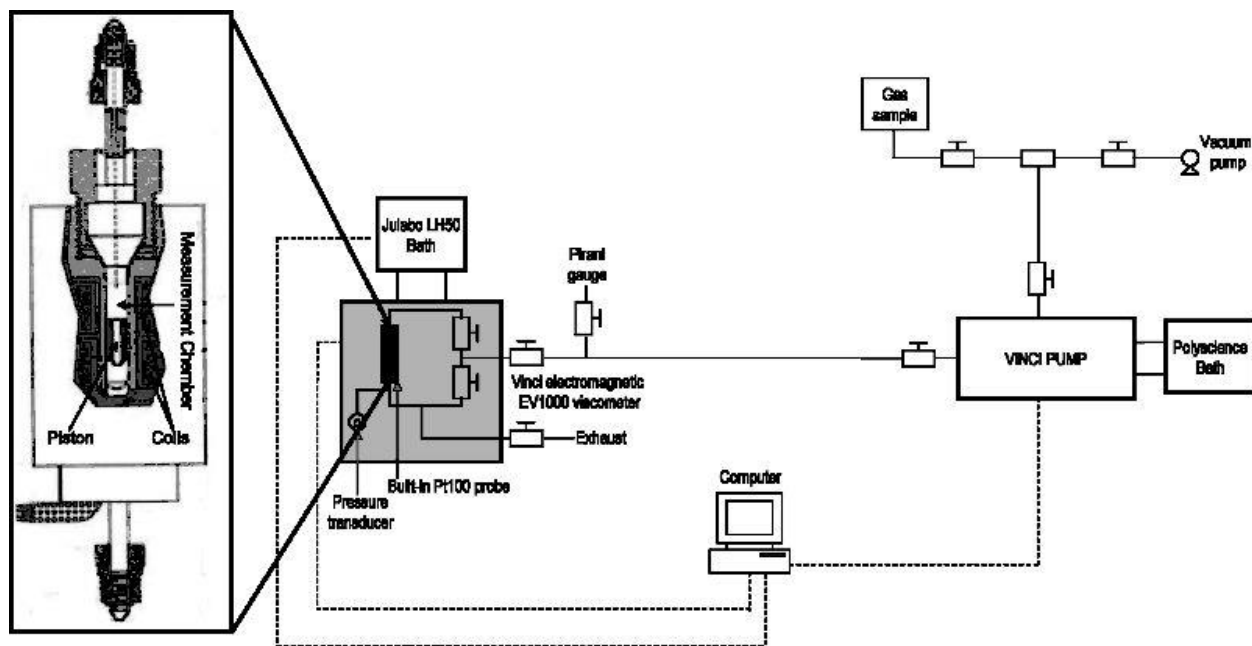 Measurement Chamber
Piston
Coils
Julabo LH50
Bath
Pirani
gauge
Gas
sample
Vacuum
pump
VINCI PUMP
Polyscience
Bath
Vinci electromagnetic
EV1000 viscometer
Exhaust
Built-in Pt100 probe
Pressure
transducer
Computer